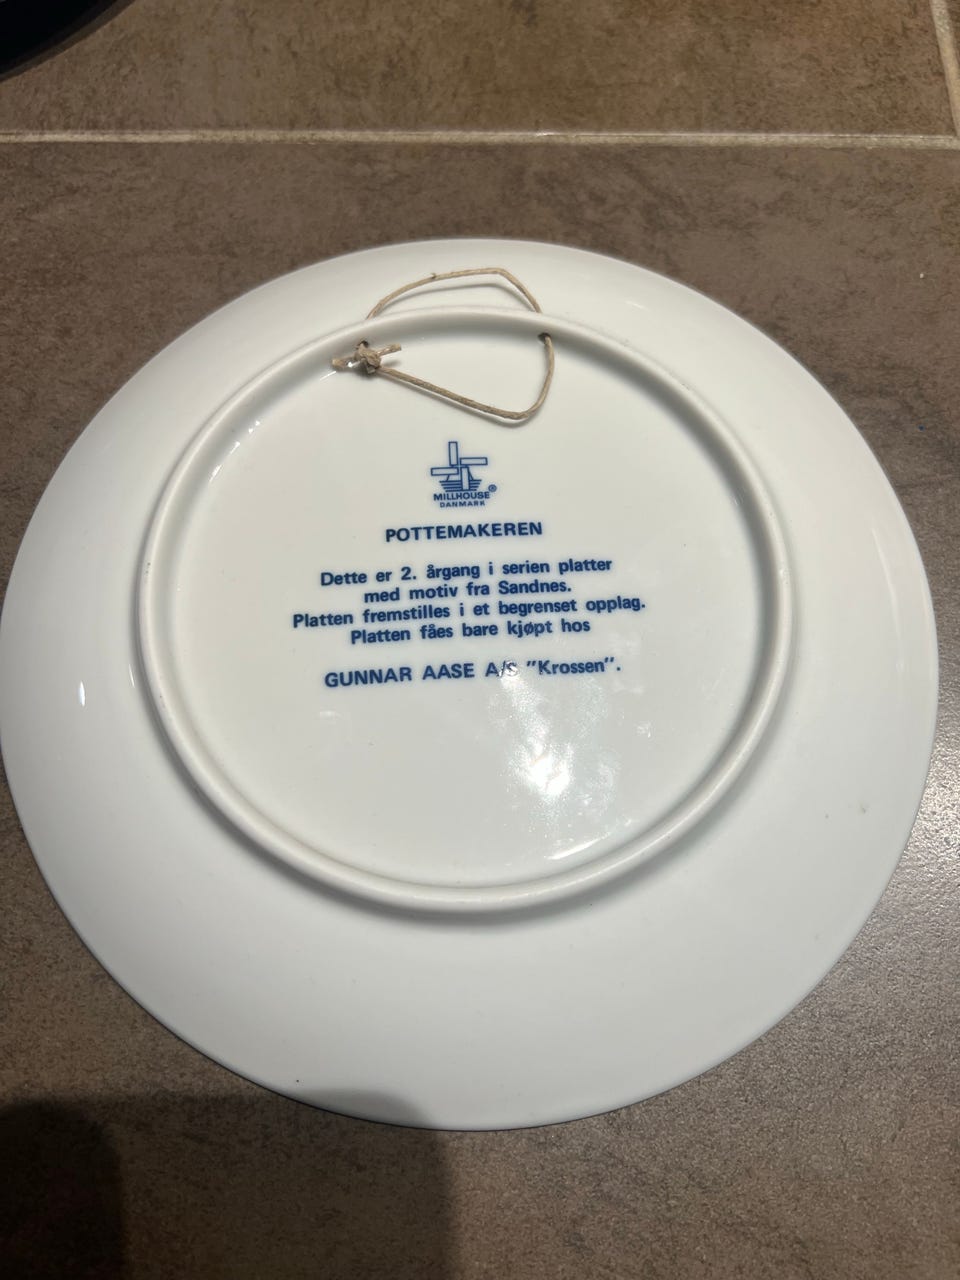 MILLHOUSE ®
DANMARK
POTTEMAKEREN
Dette er 2. årgang i serien platter
med motiv fra Sandnes.
Platten fremstilles i et begrenset opplag.
Platten fåes bare kjøpt hos
GUNNAR AASE A/S "Krossen".